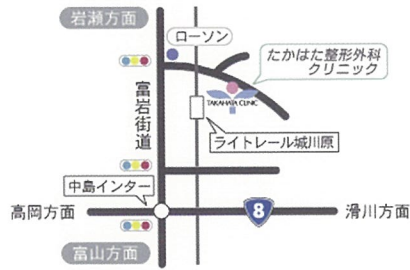 岩瀬方面
ローソン
たかはた整形外科
クリニック
TAKAHATA CLINIC
富岩街道
ライトレール城川原
中島インター
高岡方面
8
滑川方面
富山方面